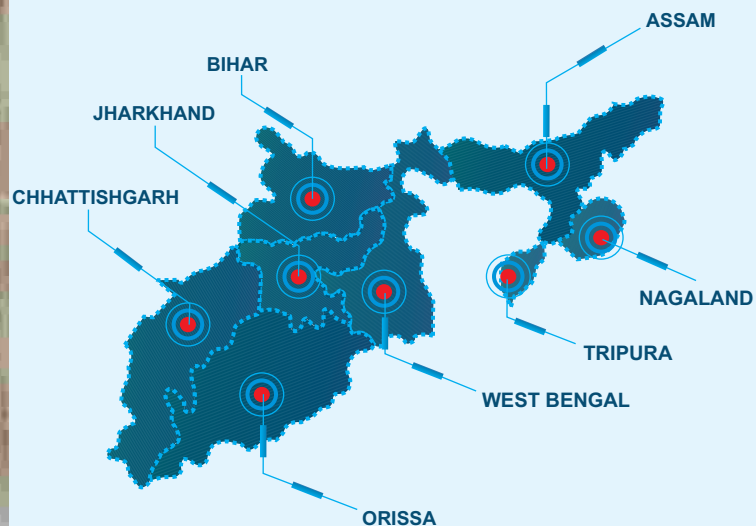 ASSAM
BIHAR
JHARKHAND
CHHATTISHGARH
NAGALAND
TRIPURA
WEST BENGAL
ORISSA